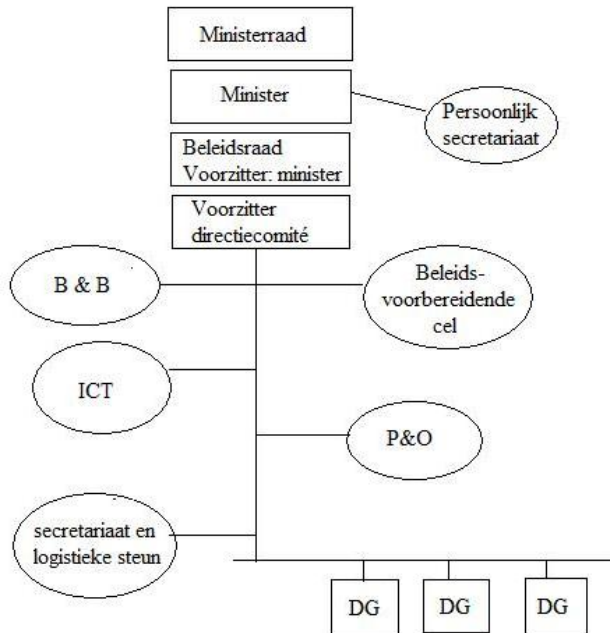 Ministerraad
Minister
Persoonlijk
secretariaat
Beleidsraad
Voorzitter: minister
Voorzitter
directiecomité
B & B
Beleids-
voorbereidende
cel
ICT
P&O
secretariaat en
logistieke steun
DG
DG
DG